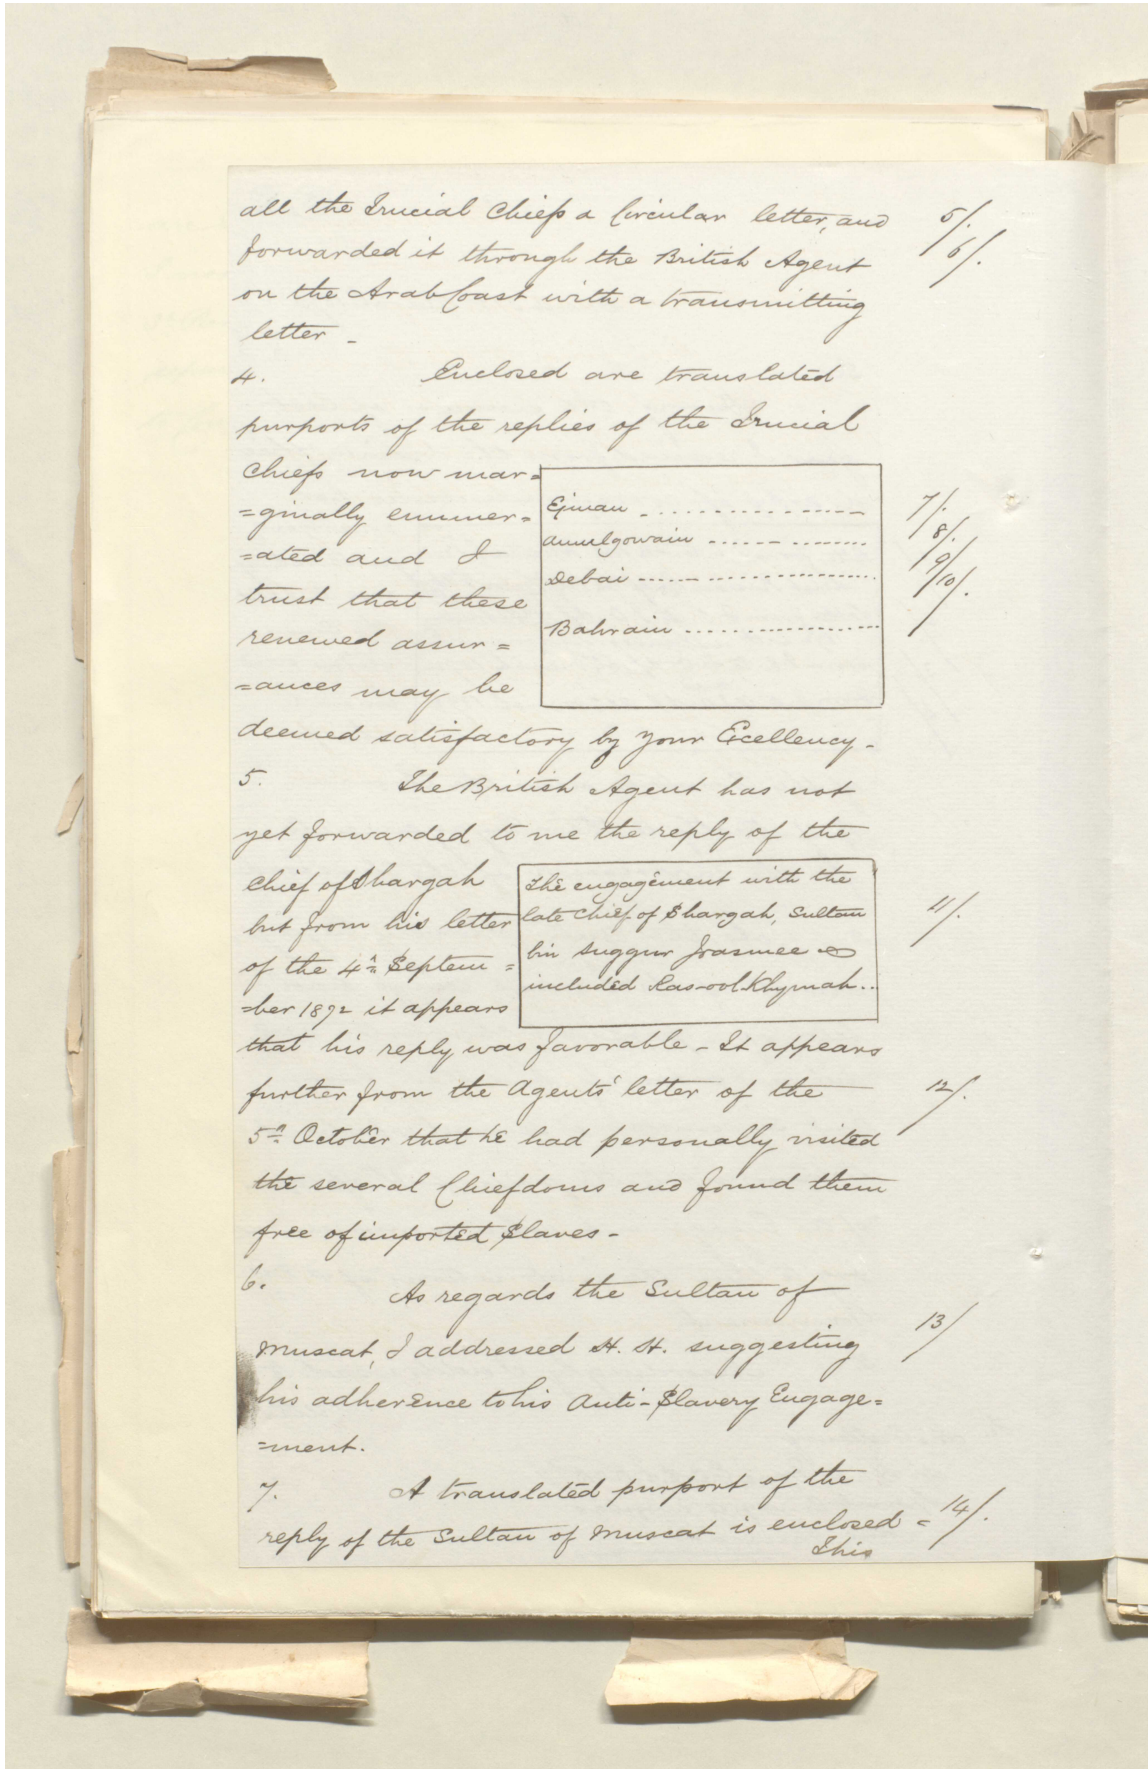 all the Trucial Chiefs a Circular letter, and
5/.
forwarded it through the British Agent
6/.
on the Arab Coast with a transmitting
letter -
4. Enclosed are translated
purports of the replies of the Trucial
Chiefs now mar=
=ginally enumer=
=ated and I
trust that these
renewed assur=
=ances may be
Ejman
7/.
Amulgowain
8/.
Debai
9/.
10/.
Bahrain
deemed satisfactory by your Ecellency-
5. The British Agent has not
yet forwarded to me the reply of the
Chief of Shargah
but from his letter
of the 4th Septem=
=ber 1872 it appears
The engagement with the
late Chief of Shargah, Sultan
bin Suggur Joasmee
included Ras-ool-Khymah..
11/.
that his reply was favorable - It appears
further from the Agents' letter of the
12/.
5th October that he had personally visited
the several Chiefdoms and found them
free of imported Slaves-
6. As regards the Sultan of
Muscat, I addressed H. H. suggesting
13/
his adherence to his Anti-Slavery Engage=
=ment.
7. A translated purport of the
reply of the Sultan of Muscat is enclosed =
14/.
This